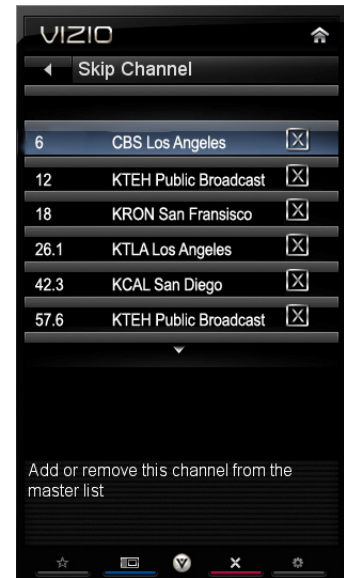 VIZIO
Skip Channel
6 CBS Los Angeles X
12 KTEH Public Broadcast X
18 KRON San Fransisco X
26.1 KTLA Los Angeles X
42.3 KCAL San Diego X
57.6 KTEH Public Broadcast X
Add or remove this channel from the
master list